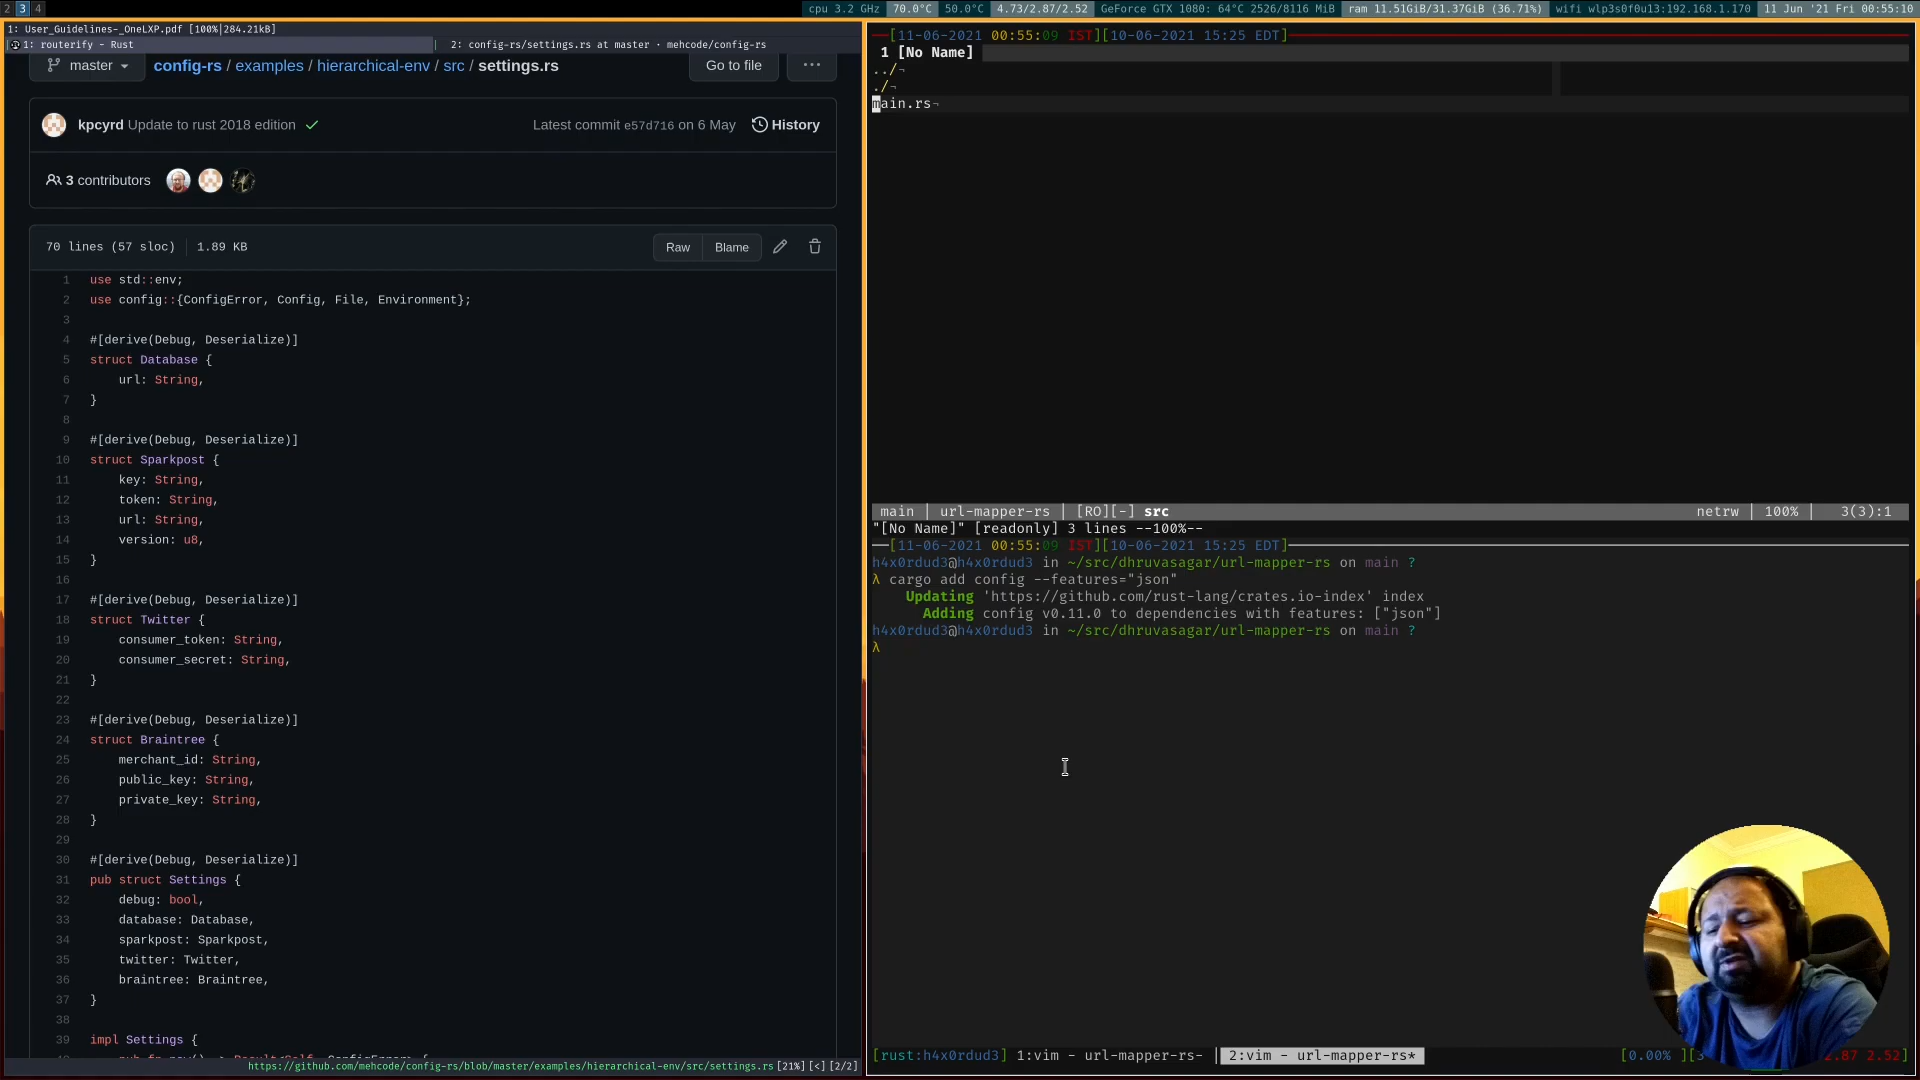 2 3 4
cpu 3.2 GHz 70.0°C 50.0°C 4.73/2.87/2.52 GeForce GTX 1080: 64°C 2526/8116 MiB ram 11.51GiB/31.37GiB (36.71%) wifi wlp3s0f0u13:192.168.1.170 11 Jun '21 Fri 00:55:10
1: User_Guidelines-_OneLXP.pdf [100%|284.21kB]
1: routerify - Rust
2: config-rs/settings.rs at master · mehcode/config-rs
master
config-rs / examples / hierarchical-env / src / settings.rs
Go to file
...
kpcyrd Update to rust 2018 edition ✓
Latest commit e57d716 on 6 May
History
3 contributors
70 lines (57 sloc) 1.89 KB
Raw Blame
1 use std::env;
2 use config::{ConfigError, Config, File, Environment};
3
4 #[derive(Debug, Deserialize)]
5 struct Database {
6 url: String,
7 }
8
9 #[derive(Debug, Deserialize)]
10 struct Sparkpost {
11 key: String,
12 token: String,
13 url: String,
14 version: u8,
15 }
16
17 #[derive(Debug, Deserialize)]
18 struct Twitter {
19 consumer_token: String,
20 consumer_secret: String,
21 }
22
23 #[derive(Debug, Deserialize)]
24 struct Braintree {
25 merchant_id: String,
26 public_key: String,
27 private_key: String,
28 }
29
30 #[derive(Debug, Deserialize)]
31 pub struct Settings {
32 debug: bool,
33 database: Database,
34 sparkpost: Sparkpost,
35 twitter: Twitter,
36 braintree: Braintree,
37 }
38
39 impl Settings {
https://github.com/mehcode/config-rs/blob/master/examples/hierarchical-env/src/settings.rs [21%][<][2/2]
[11-06-2021 00:55:09 IST][10-06-2021 15:25 EDT]
1 [No Name]
../¬
./¬
main.rs¬
main | url-mapper-rs | [RO][-] src netrw | 100% | 3(3):1
"[No Name]" [readonly] 3 lines --100%--
[11-06-2021 00:55:09 IST][10-06-2021 15:25 EDT]
h4x0rdud3@h4x0rdud3 in ~/src/dhruvasagar/url-mapper-rs on main ?
λ cargo add config --features="json"
Updating 'https://github.com/rust-lang/crates.io-index' index
Adding config v0.11.0 to dependencies with features: ["json"]
h4x0rdud3@h4x0rdud3 in ~/src/dhruvasagar/url-mapper-rs on main ?
λ
[rust:h4x0rdud3] 1:vim - url-mapper-rs- | 2:vim - url-mapper-rs* [0.00% ][3 2.87 2.52]